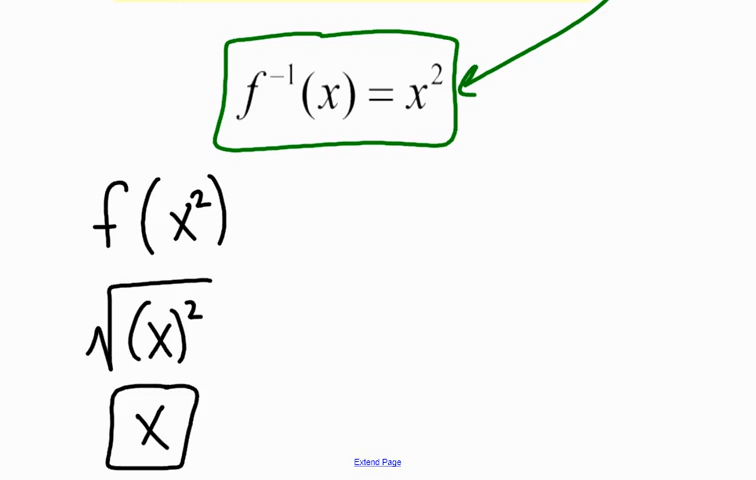 f⁻¹(x) = x²
f(x²)
√(x)²
x
Extend Page